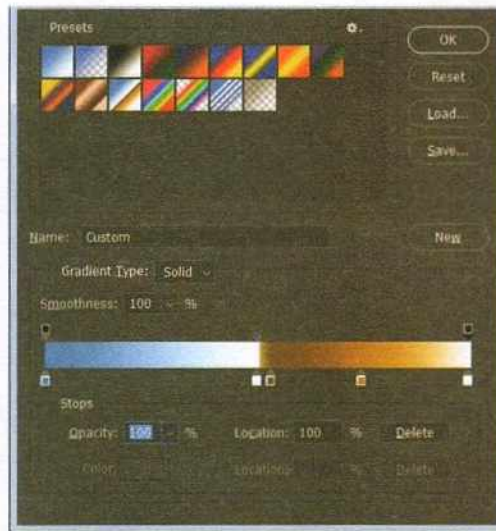 Presets
OK
Reset
Load...
Save...
Name: Custom
New
Gradient Type: Solid
Smoothness: 100 %
Stops
Opacity: 100 % Location: 100 % Delete
Color: Location: % Delete